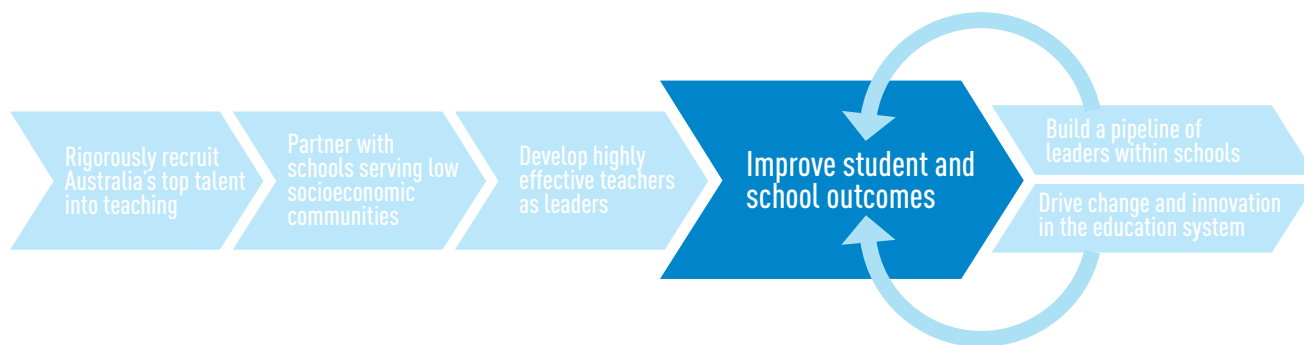 Rigorously recruit
Australia's top talent
into teaching
Partner with
schools serving low
socioeconomic
communities
Develop highly
effective teachers
as leaders
Improve student and
school outcomes
Build a pipeline of
leaders within schools
Drive change and innovation
in the education system